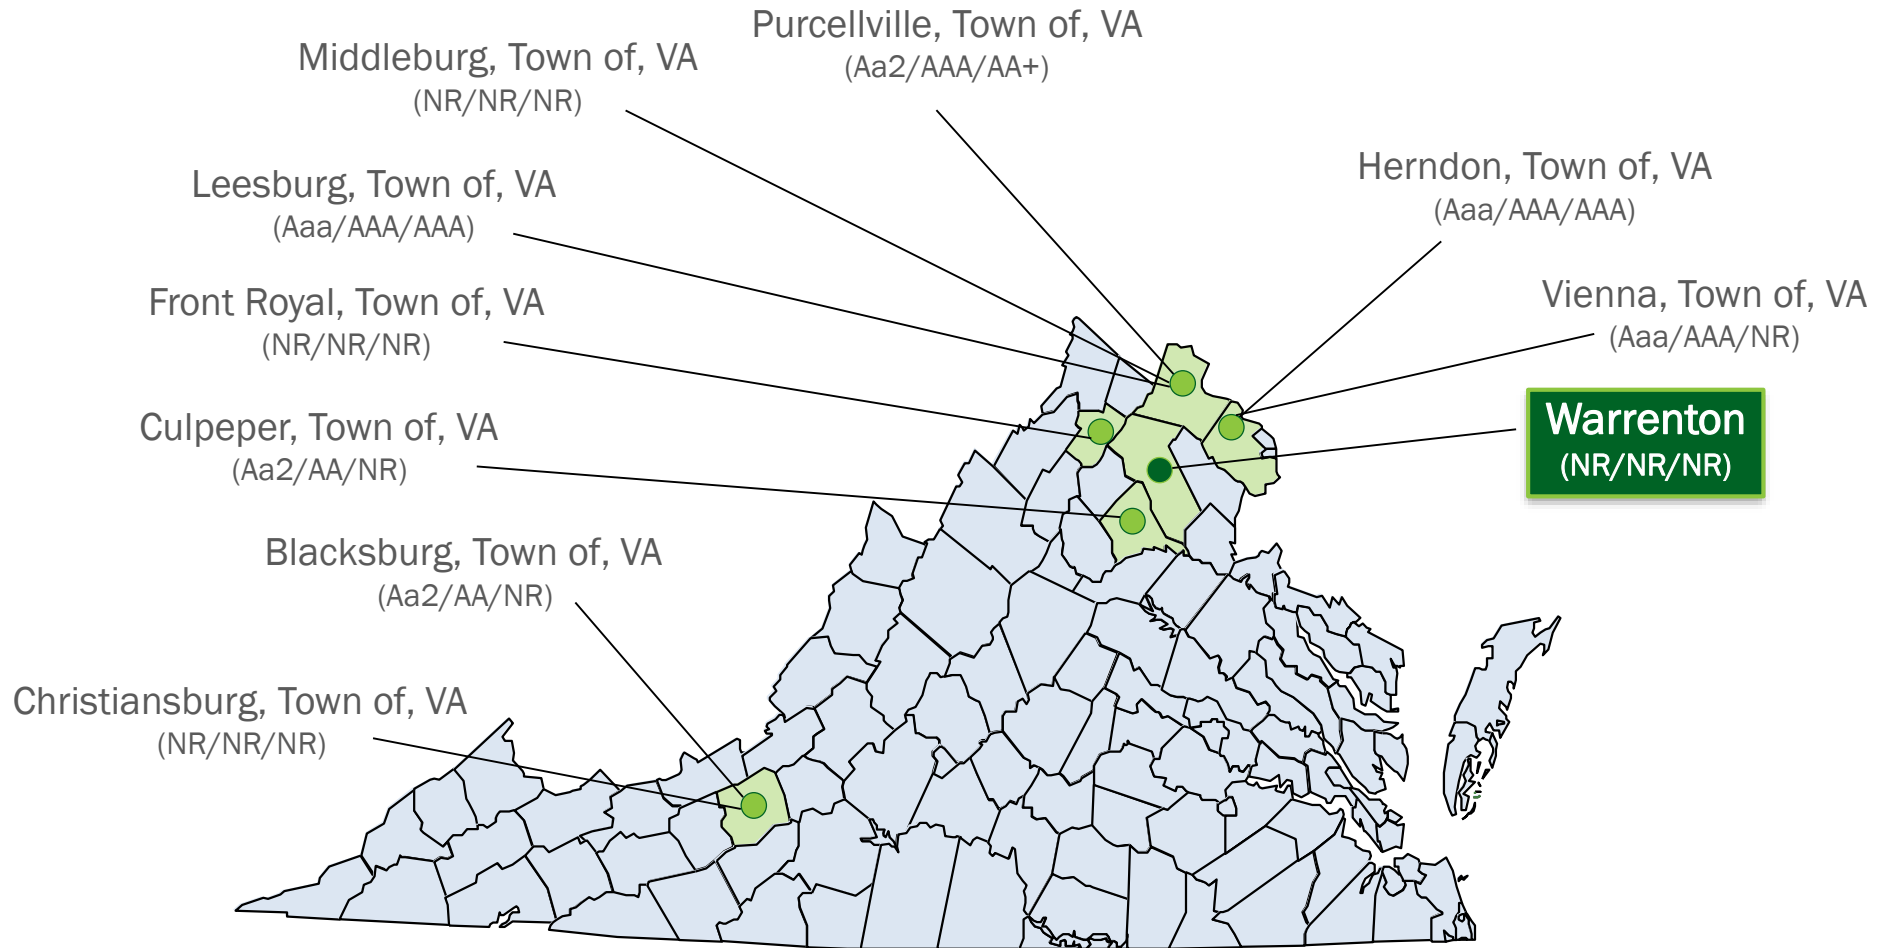 Purcellville, Town of, VA
(Aa2/AAA/AA+)
Middleburg, Town of, VA
(NR/NR/NR)
Herndon, Town of, VA
(Aaa/AAA/AAA)
Leesburg, Town of, VA
(Aaa/AAA/AAA)
Vienna, Town of, VA
(Aaa/AAA/NR)
Front Royal, Town of, VA
(NR/NR/NR)
Warrenton
(NR/NR/NR)
Culpeper, Town of, VA
(Aa2/AA/NR)
Blacksburg, Town of, VA
(Aa2/AA/NR)
Christiansburg, Town of, VA
(NR/NR/NR)